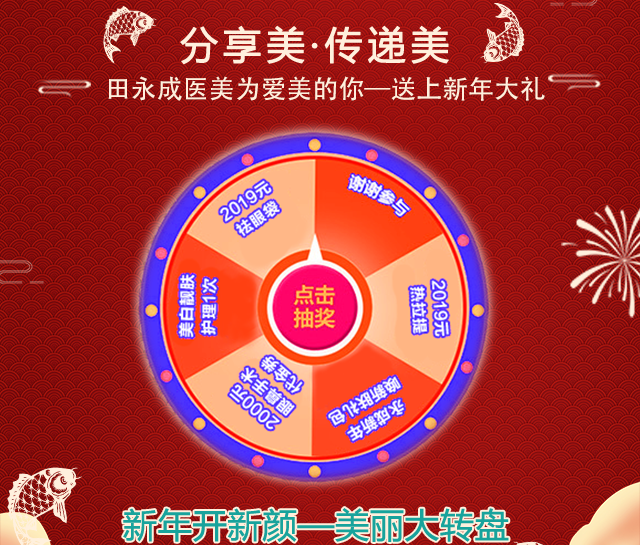 分享美·传递美
田永成医美为爱美的你—送上新年大礼
2019元
祛眼袋
谢谢参与
2019元
热拉提
永成新年
唤新肤礼包
2000元
眼鼻手术
代金券
美白靓肤
护理1次
点击
抽奖
新年开新颜—美丽大转盘